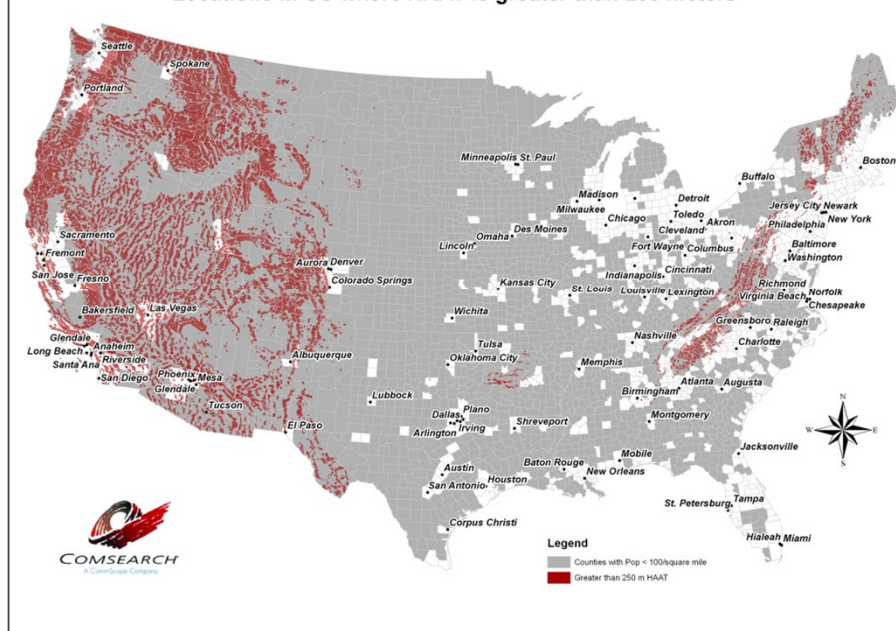 Seattle
Spokane
Portland
Minneapolis St. Paul
Boston
Buffalo
Madison
Detroit
Milwaukee
Jersey City Newark
Toledo
New York
Chicago
Akron
Sacramento
Omaha
Des Moines
Cleveland
Philadelphia
Fremont
Lincoln
Fort Wayne
Columbus
Baltimore
Aurora
Denver
Washington
San Jose
Indianapolis
Cincinnati
Fresno
Colorado Springs
Kansas City
Richmond
Norfolk
St. Louis
Louisville
Lexington
Virginia Beach
Chesapeake
Bakersfield
Las Vegas
Wichita
Greensboro
Raleigh
Glendale
Nashville
Anaheim
Tulsa
Charlotte
Long Beach
Riverside
Albuquerque
Oklahoma City
Memphis
Santa Ana
Phoenix
Mesa
Atlanta
San Diego
Glendale
Birmingham
Augusta
Lubbock
Tucson
Dallas
Plano
Montgomery
El Paso
Arlington
Irving
Shreveport
N
W
E
S
Jacksonville
Baton Rouge
Mobile
Austin
New Orleans
San Antonio
Houston
St. Petersburg
Tampa
Corpus Christi
Hialeah
Miami
COMSEARCH
A CommScope Company
Legend
Counties with Pop < 100/square mile
Greater than 250 m HAAT